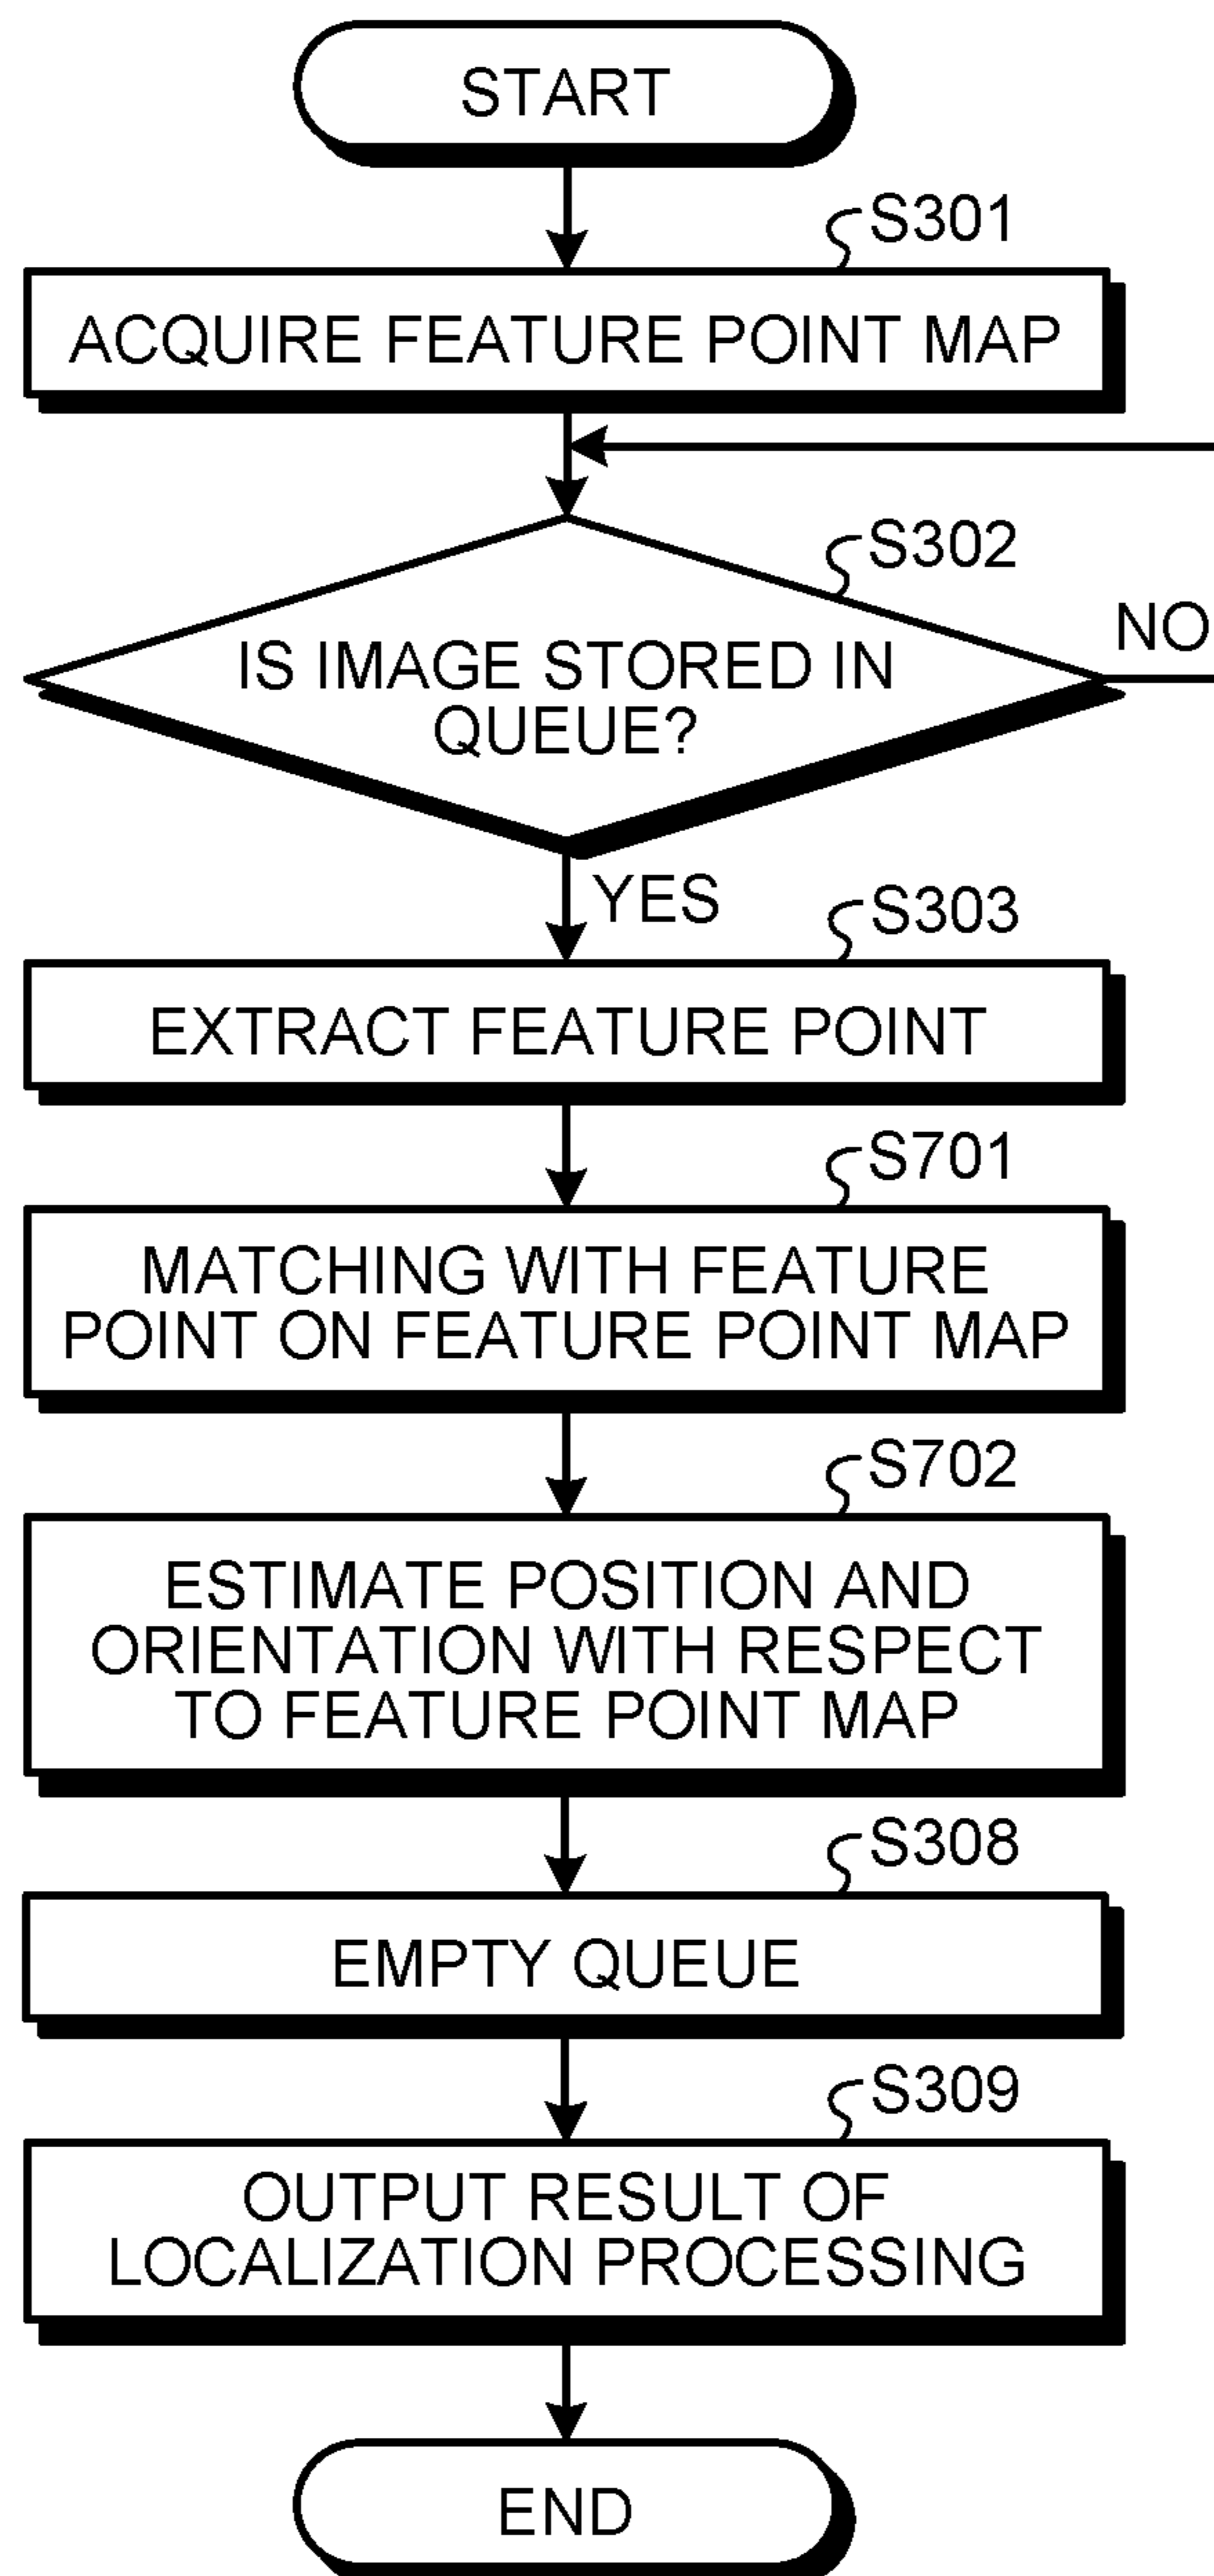 START
S301
ACQUIRE FEATURE POINT MAP
S302
IS IMAGE STORED IN
QUEUE?
NO
YES
S303
EXTRACT FEATURE POINT
S701
MATCHING WITH FEATURE
POINT ON FEATURE POINT MAP
S702
ESTIMATE POSITION AND
ORIENTATION WITH RESPECT
TO FEATURE POINT MAP
S308
EMPTY QUEUE
S309
OUTPUT RESULT OF
LOCALIZATION PROCESSING
END